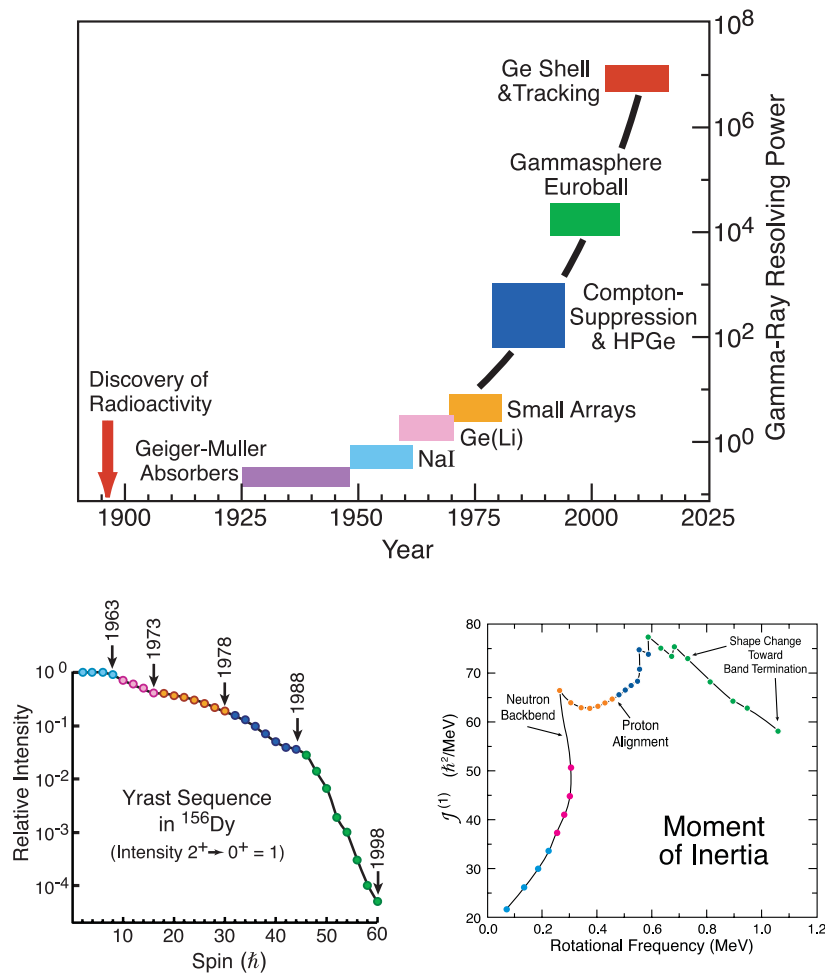 10^8
Ge Shell
&Tracking
10^6
Gammasphere
Euroball
10^4
Compton-
Suppression
& HPGe
10^2
Discovery of
Radioactivity
Small Arrays
Ge(Li)
10^0
Geiger-Muller
Absorbers
NaI
Gamma-Ray Resolving Power
1900 1925 1950 1975 2000 2025
Year
1963
1973
1978
1988
1998
10^0
10^-1
10^-2
10^-3
10^-4
Relative Intensity
Yrast Sequence
in ^156Dy
(Intensity 2^+ → 0^+ = 1)
10 20 30 40 50 60
Spin (ℏ)
80
70
60
50
40
30
20
𝒥^(1) (ℏ²/MeV)
Shape Change
Toward
Band Termination
Neutron
Backbend
Proton
Alignment
Moment
of Inertia
0.0 0.2 0.4 0.6 0.8 1.0 1.2
Rotational Frequency (MeV)